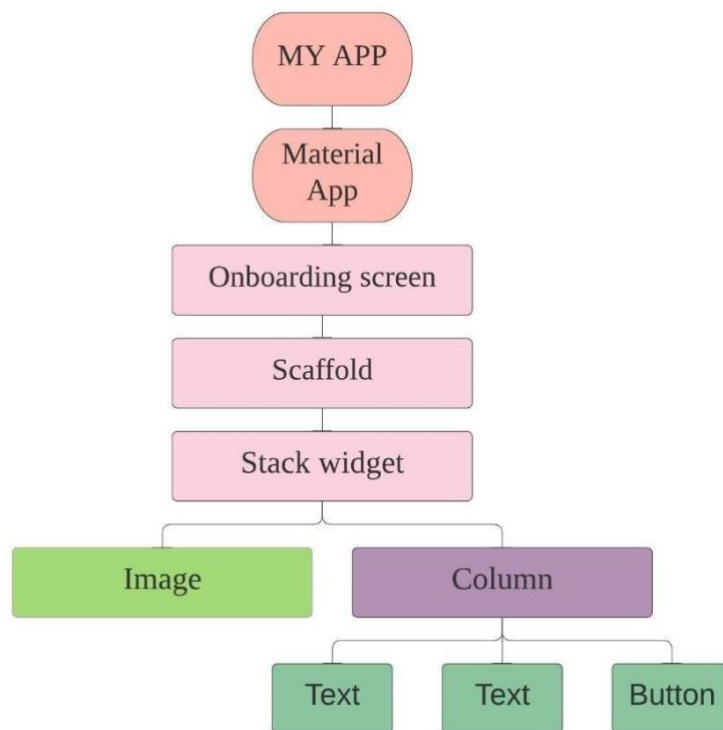 MY APP
Material
App
Onboarding screen
Scaffold
Stack widget
Image
Column
Text
Text
Button